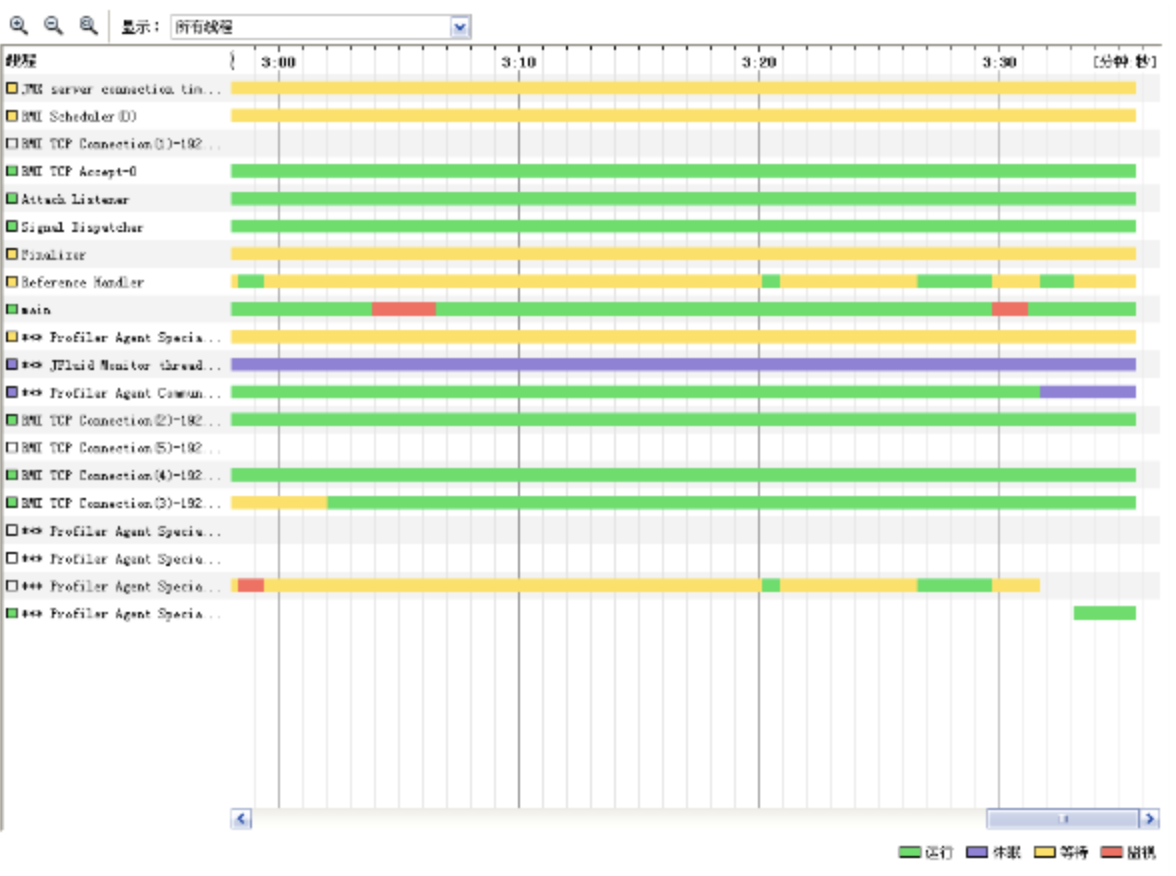 显示： 所有线程
线程 3:00 3:10 3:20 3:30 [分钟:秒]
JMX server connection tim...
RMI Scheduler(0)
RMI TCP Connection(1)-192...
RMI TCP Accept-0
Attach Listener
Signal Dispatcher
Finalizer
Reference Handler
main
*** Profiler Agent Specia...
*** JFluid Monitor thread...
*** Profiler Agent Commun...
RMI TCP Connection(2)-192...
RMI TCP Connection(5)-192...
RMI TCP Connection(4)-192...
RMI TCP Connection(3)-192...
*** Profiler Agent Specia...
*** Profiler Agent Specia...
*** Profiler Agent Specia...
*** Profiler Agent Specia...
运行 休眠 等待 监视